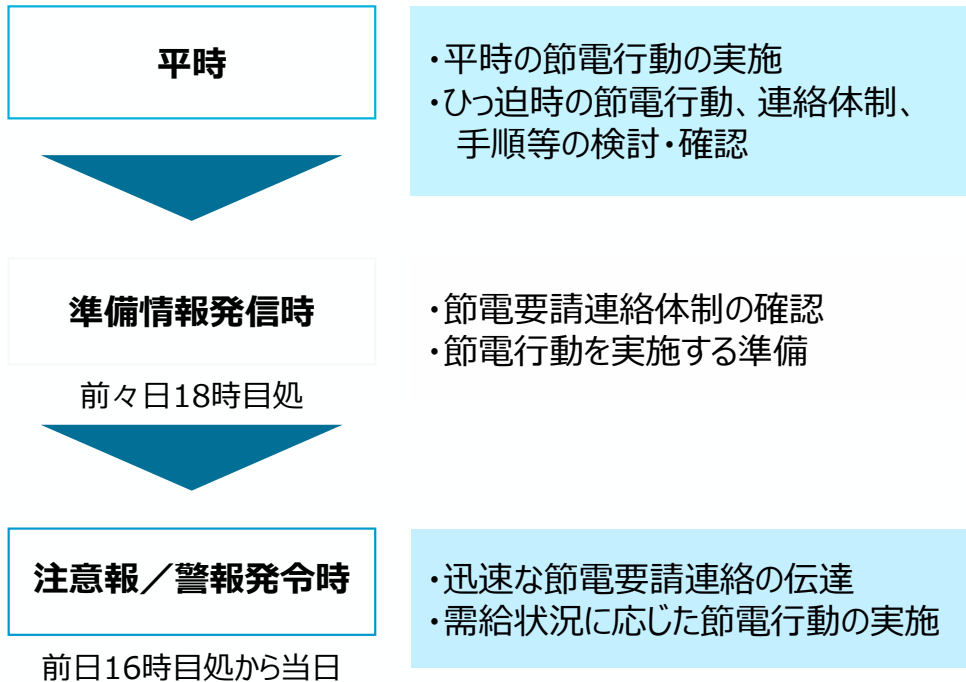 平時
・平時の節電行動の実施
・ひっ迫時の節電行動、連絡体制、
手順等の検討・確認
準備情報発信時
前々日18時目処
・節電要請連絡体制の確認
・節電行動を実施する準備
注意報／警報発令時
前日16時目処から当日
・迅速な節電要請連絡の伝達
・需給状況に応じた節電行動の実施